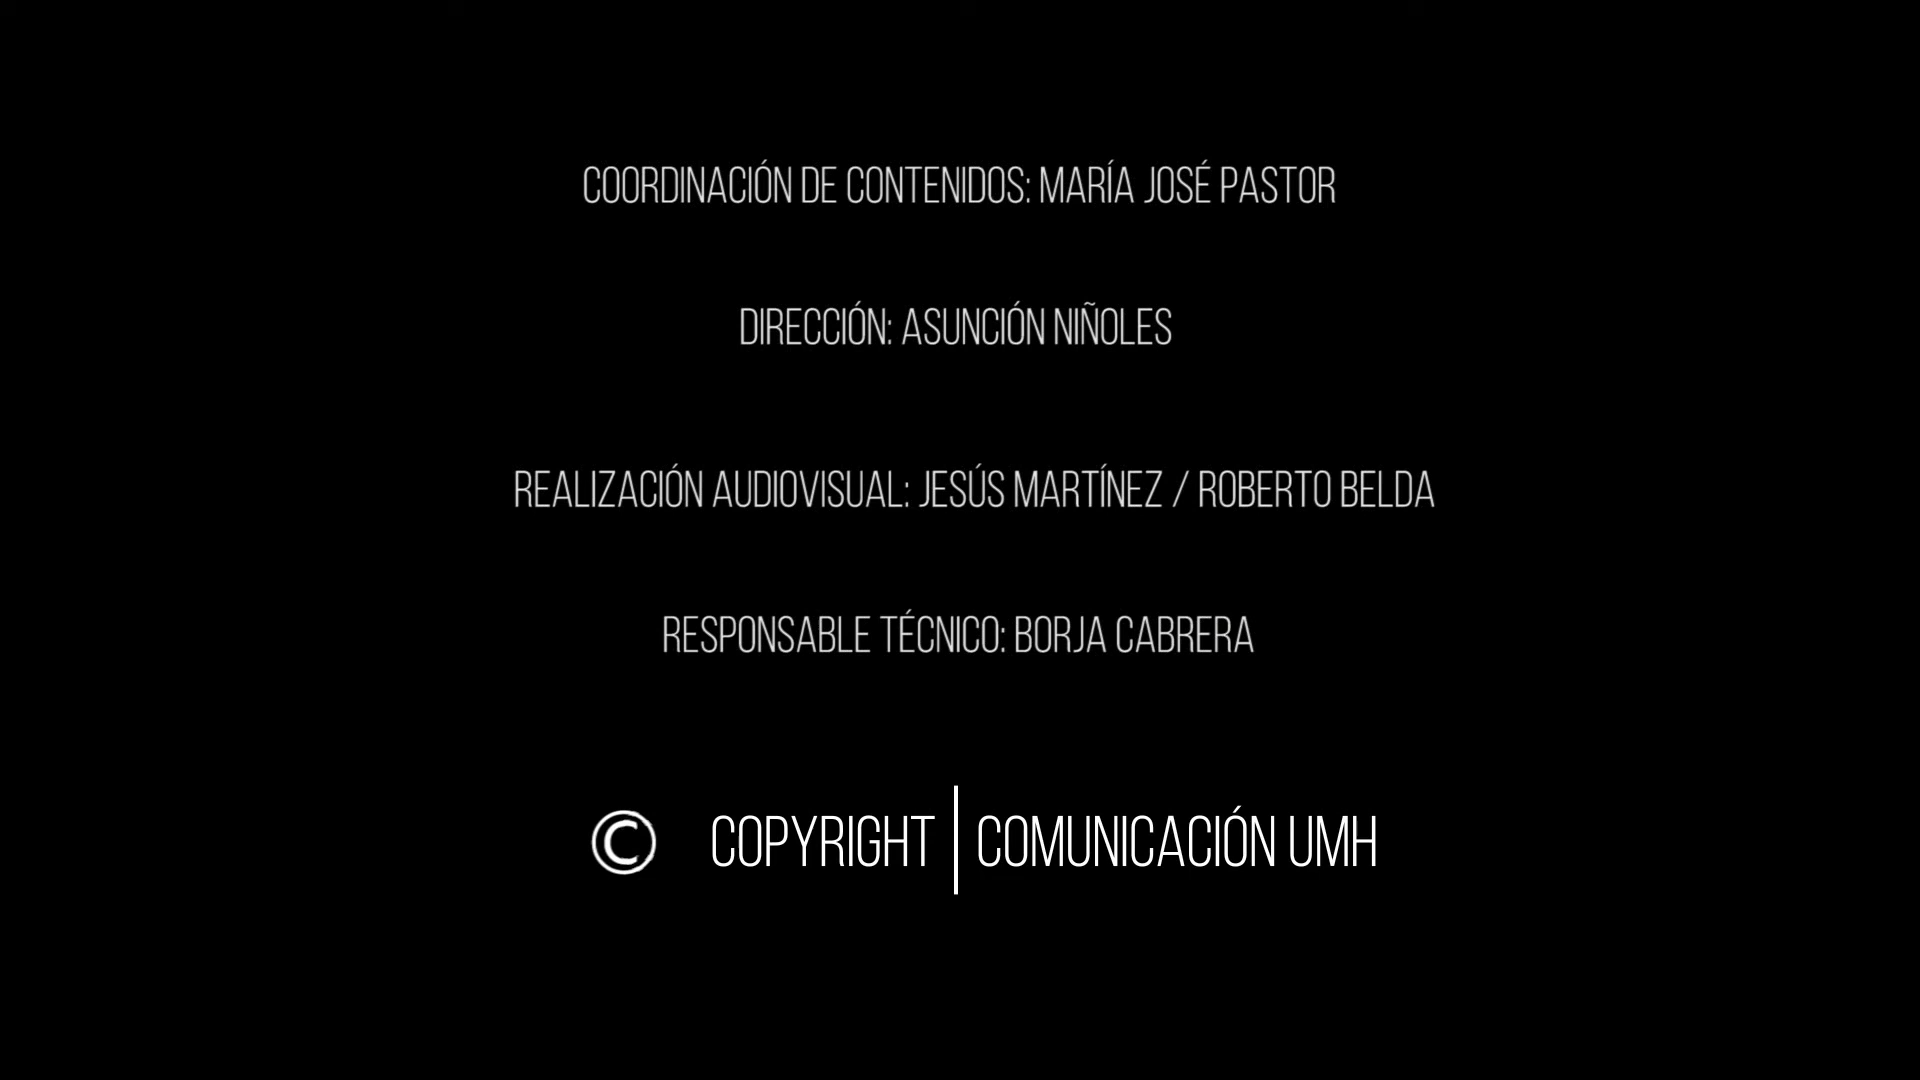 COORDINACIÓN DE CONTENIDOS: MARÍA JOSÉ PASTOR
DIRECCIÓN: ASUNCIÓN NIÑOLES
REALIZACIÓN AUDIOVISUAL: JESÚS MARTÍNEZ / ROBERTO BELDA
RESPONSABLE TÉCNICO: BORJA CABRERA
© COPYRIGHT | COMUNICACIÓN UMH